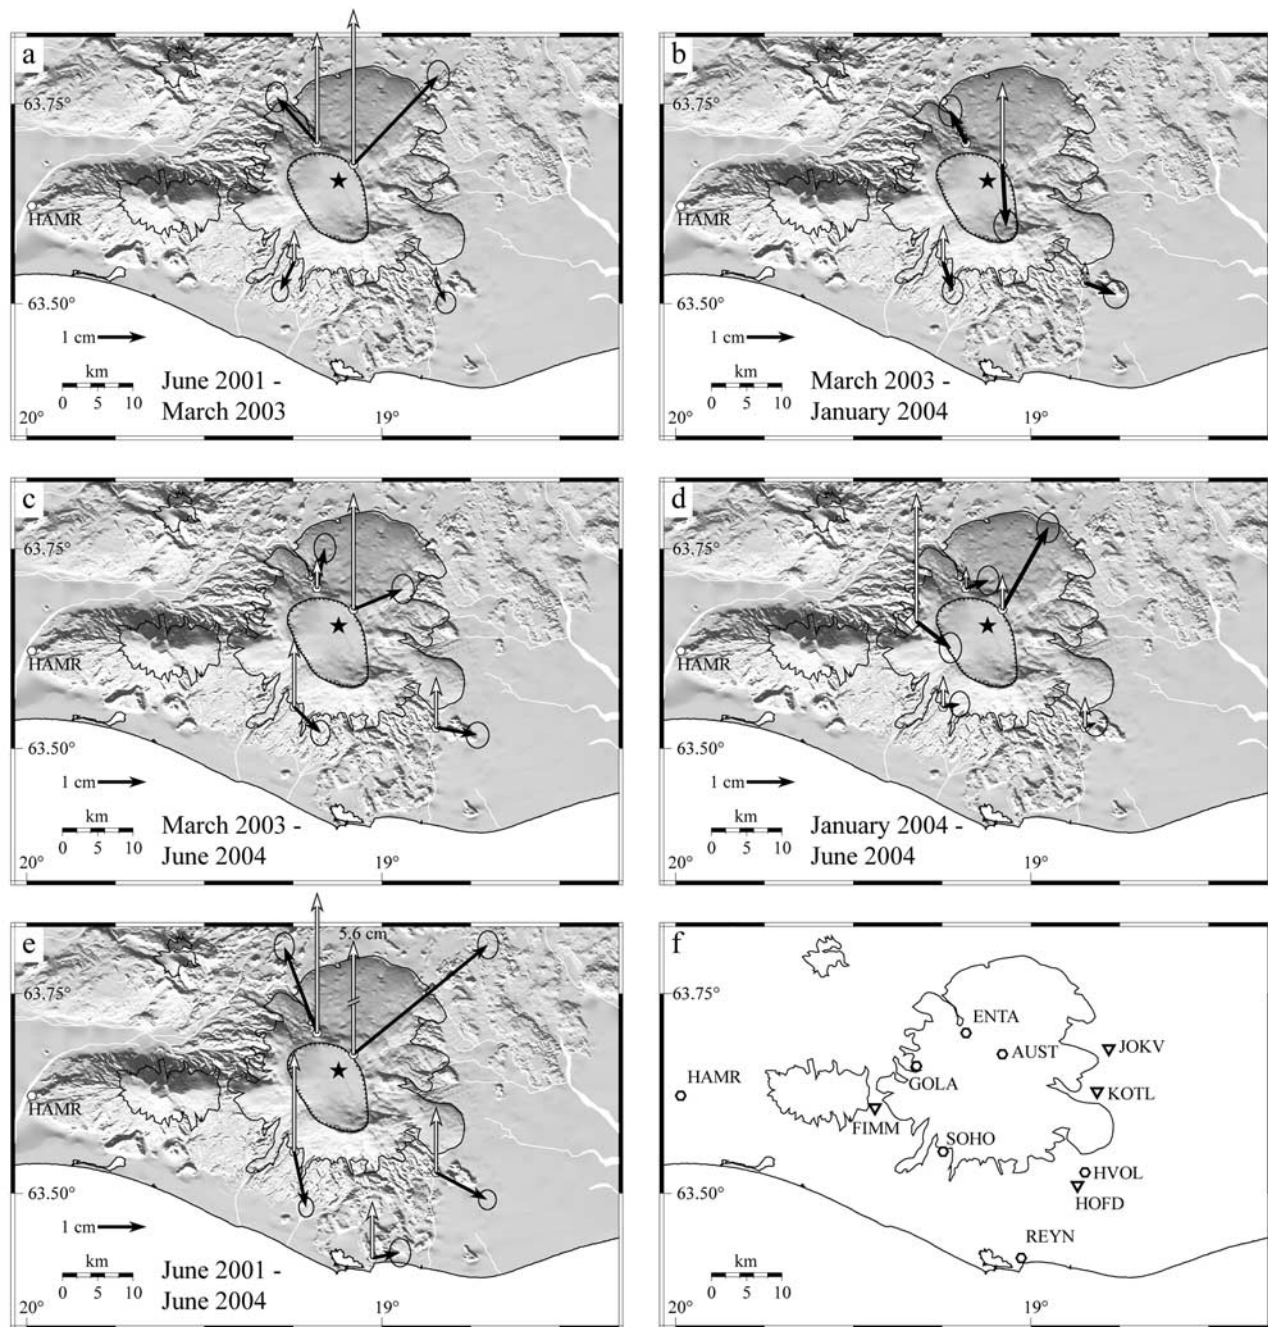 a
63.75°
HAMR
63.50°
1 cm
km
0 5 10
June 2001 -
March 2003
20°
19°
b
63.75°
HAMR
63.50°
1 cm
km
0 5 10
March 2003 -
January 2004
20°
19°
c
63.75°
HAMR
63.50°
1 cm
km
0 5 10
March 2003 -
June 2004
20°
19°
d
63.75°
HAMR
63.50°
1 cm
km
0 5 10
January 2004 -
June 2004
20°
19°
e
5.6 cm
63.75°
HAMR
63.50°
1 cm
km
0 5 10
June 2001 -
June 2004
20°
19°
f
63.75°
ENTA
AUST
JOKV
GOLA
HAMR
KOTL
FIMM
SOHO
HVOL
63.50°
HOFD
REYN
km
0 5 10
20°
19°